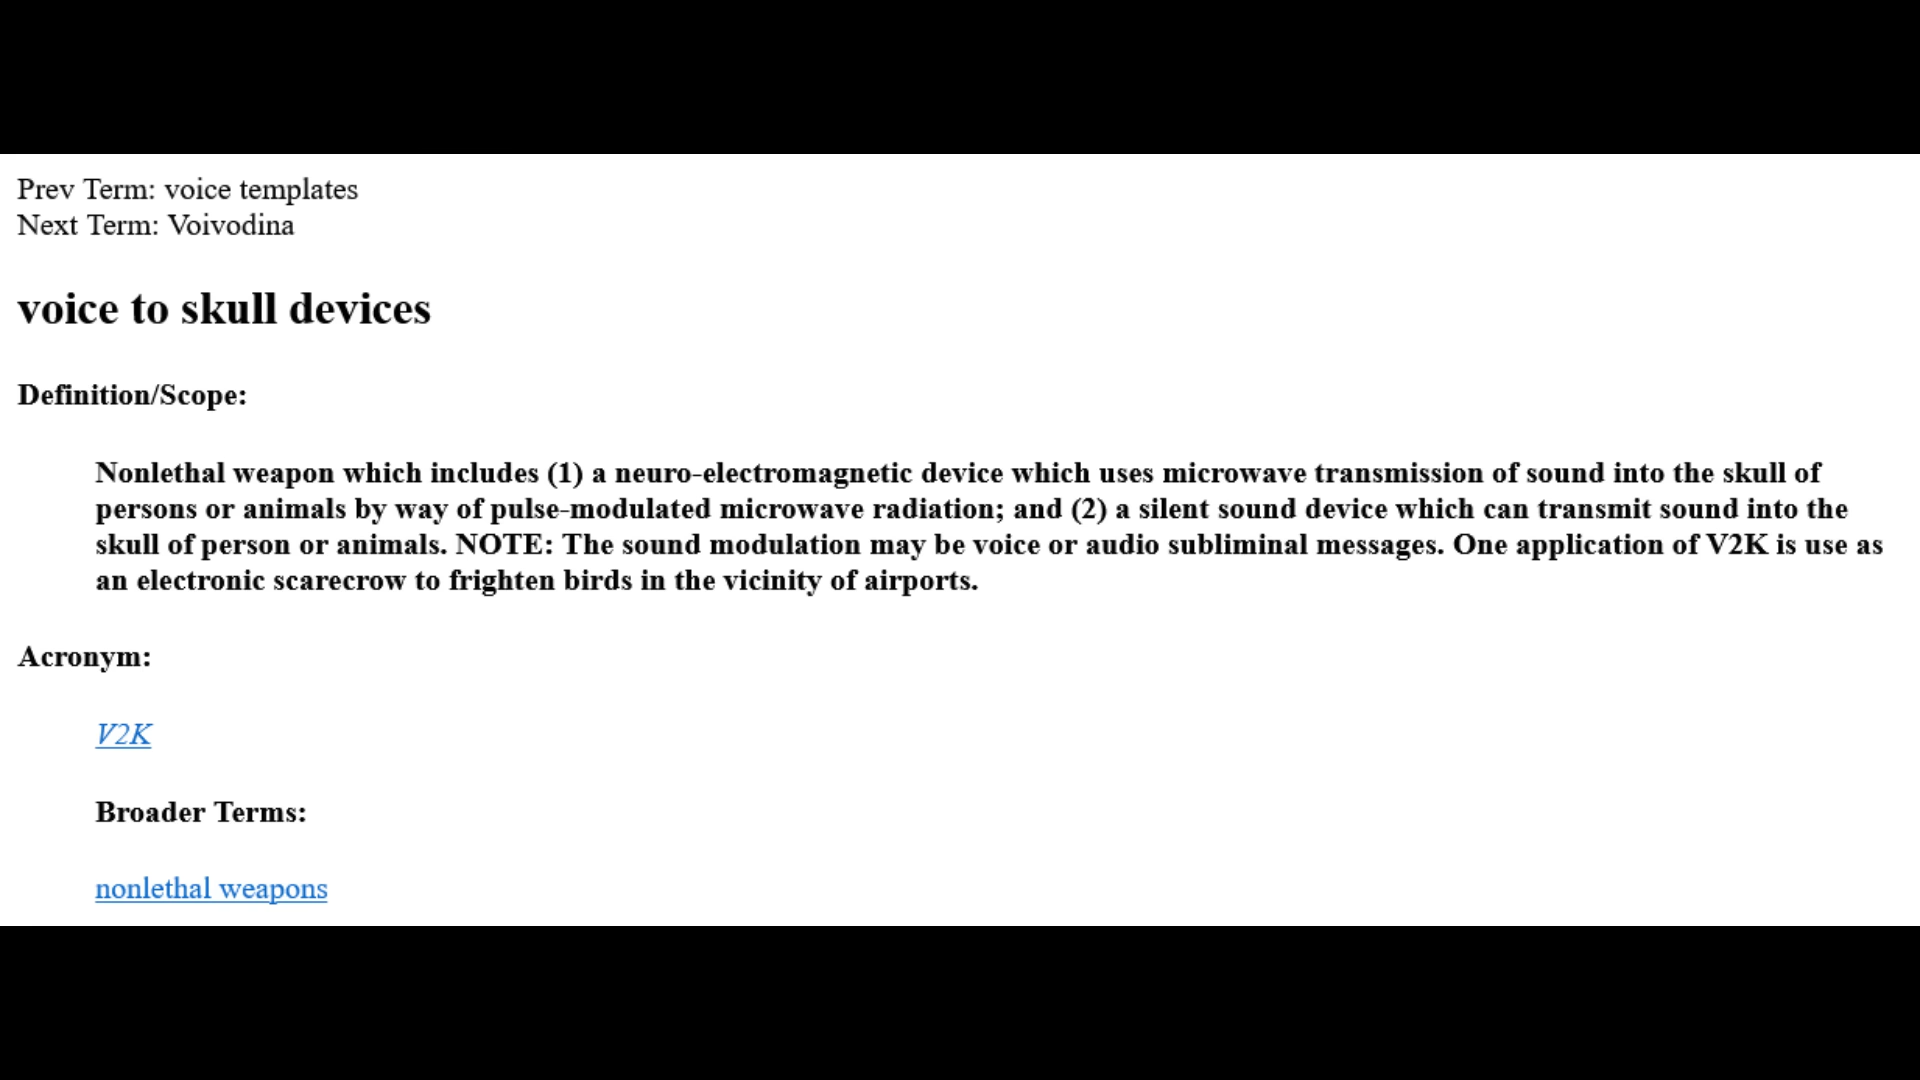 Prev Term: voice templates
Next Term: Voivodina
voice to skull devices
Definition/Scope:
Nonlethal weapon which includes (1) a neuro-electromagnetic device which uses microwave transmission of sound into the skull of
persons or animals by way of pulse-modulated microwave radiation; and (2) a silent sound device which can transmit sound into the
skull of person or animals. NOTE: The sound modulation may be voice or audio subliminal messages. One application of V2K is use as
an electronic scarecrow to frighten birds in the vicinity of airports.
Acronym:
V2K
Broader Terms:
nonlethal weapons